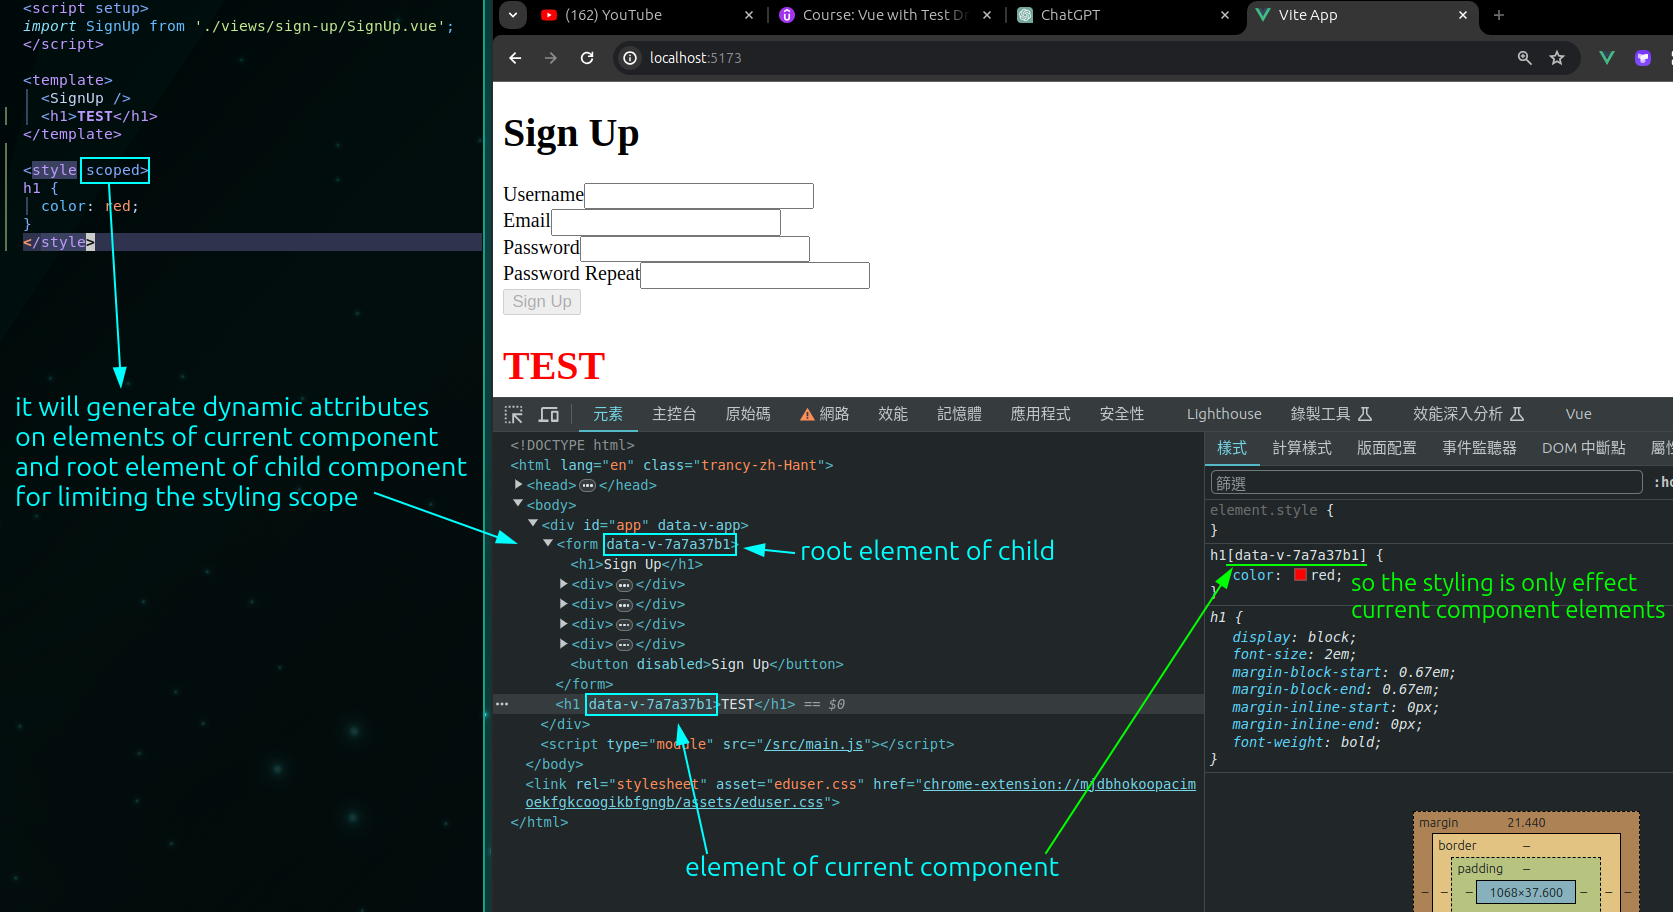 <script setup>
import SignUp from './views/sign-up/SignUp.vue';
</script>
<template>
<SignUp />
<h1>TEST</h1>
</template>
<style scoped>
h1 {
color: red;
}
</style>
it will generate dynamic attributes
on elements of current component
and root element of child component
for limiting the styling scope
(162) YouTube
Course: Vue with Test Dr
ChatGPT
Vite App
localhost:5173
Sign Up
Username
Email
Password
Password Repeat
Sign Up
TEST
元素 主控台 原始碼 網路 效能 記憶體 應用程式 安全性 Lighthouse 錄製工具 效能深入分析 Vue
<!DOCTYPE html>
<html lang="en" class="trancy-zh-Hant">
<head>…</head>
<body>
<div id="app" data-v-app>
<form data-v-7a7a37b1>
root element of child
<h1>Sign Up</h1>
<div>…</div>
<div>…</div>
<div>…</div>
<div>…</div>
<button disabled>Sign Up</button>
</form>
<h1 data-v-7a7a37b1>TEST</h1> == $0
</div>
<script type="module" src="/src/main.js"></script>
</body>
<link rel="stylesheet" asset="eduser.css" href="chrome-extension://mjdbhokoopacim
oekfgkcoogikbfgngb/assets/eduser.css">
</html>
element of current component
樣式 計算樣式 版面配置 事件監聽器 DOM 中斷點
篩選
element.style {
}
h1[data-v-7a7a37b1] {
color: red;
}
so the styling is only effect
current component elements
h1 {
display: block;
font-size: 2em;
margin-block-start: 0.67em;
margin-block-end: 0.67em;
margin-inline-start: 0px;
margin-inline-end: 0px;
font-weight: bold;
}
margin 21.440
border –
padding –
– – – 1068×37.600 – – –